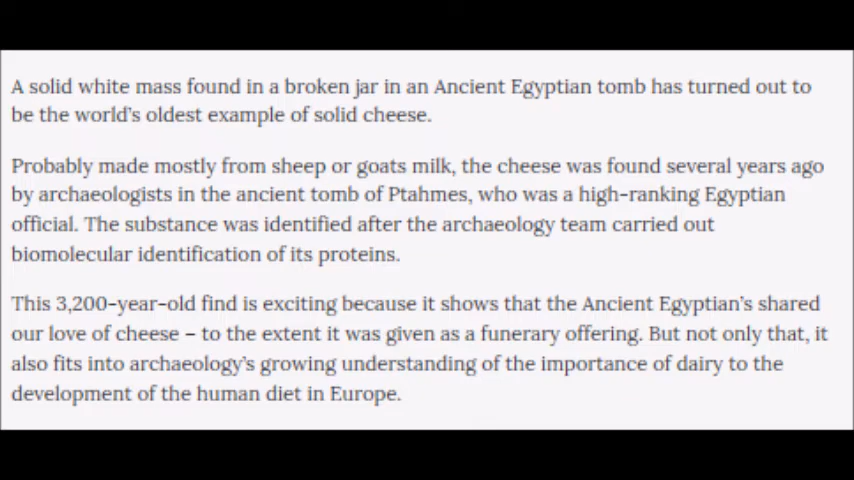 A solid white mass found in a broken jar in an Ancient Egyptian tomb has turned out to
be the world's oldest example of solid cheese.
Probably made mostly from sheep or goats milk, the cheese was found several years ago
by archaeologists in the ancient tomb of Ptahmes, who was a high-ranking Egyptian
official. The substance was identified after the archaeology team carried out
biomolecular identification of its proteins.
This 3,200-year-old find is exciting because it shows that the Ancient Egyptian's shared
our love of cheese – to the extent it was given as a funerary offering. But not only that, it
also fits into archaeology's growing understanding of the importance of dairy to the
development of the human diet in Europe.